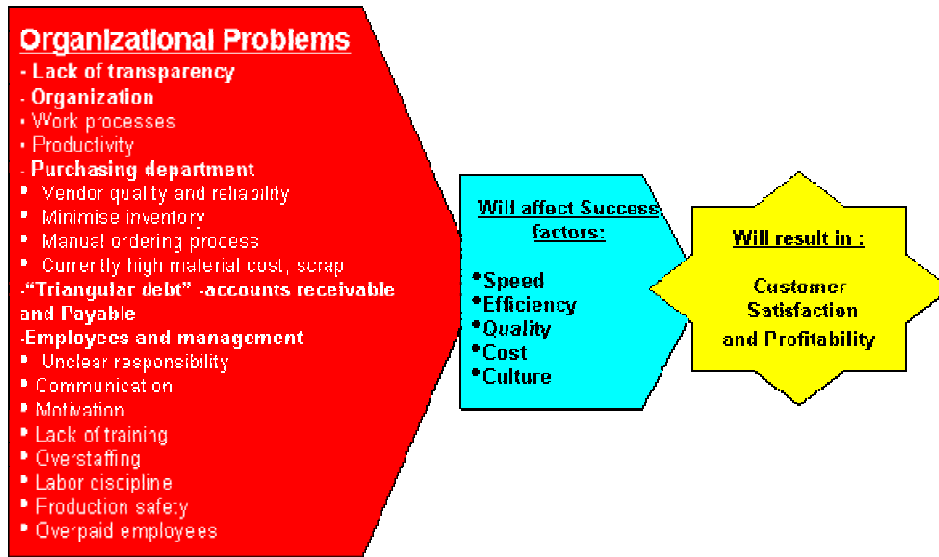 Organizational Problems
- Lack of transparency
- Organization
• Work processes
• Productivity
- Purchasing department
• Vendor quality and reliability
• Minimise inventory
• Manual ordering process
• Currently high material cost, scrap
-“Triangular debt” -accounts receivable
and Payable
-Employees and management
• Unclear responsibility
• Communication
• Motivation
• Lack of training
• Overstaffing
• Labor discipline
• Production safety
• Overpaid employees
Will affect Success
factors:
•Speed
•Efficiency
•Quality
•Cost
•Culture
Will result in :
Customer
Satisfaction
and Profitability